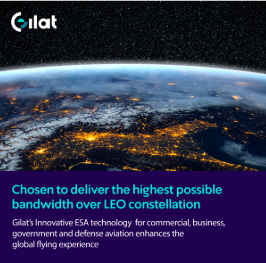 Gilat
Chosen to deliver the highest possible
bandwidth over LEO constellation
Gilat's Innovative ESA technology for commercial, business,
government and defense aviation enhances the
global flying experience